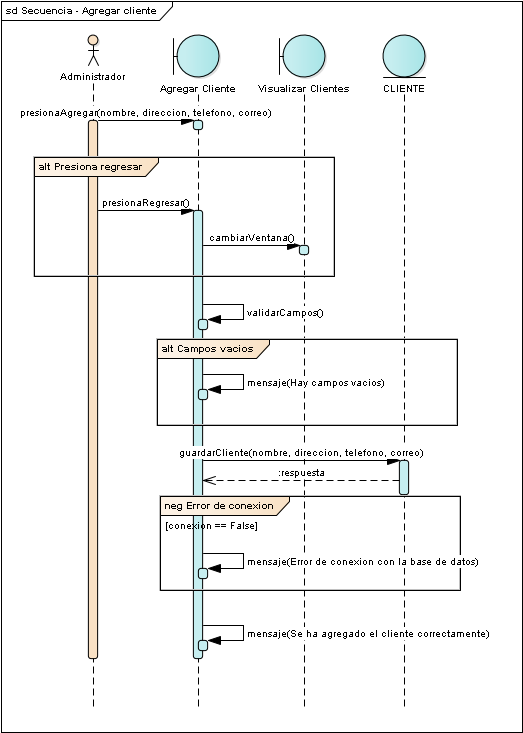 sd Secuencia - Agregar cliente
Administrador
Agregar Cliente
Visualizar Clientes
CLIENTE
presionaAgregar(nombre, direccion, telefono, correo)
alt Presiona regresar
presionaRegresar()
cambiarVentana()
validarCampos()
alt Campos vacios
mensaje(Hay campos vacios)
guardarCliente(nombre, direccion, telefono, correo)
:respuesta
neg Error de conexion
[conexion == False]
mensaje(Error de conexion con la base de datos)
mensaje(Se ha agregado el cliente correctamente)